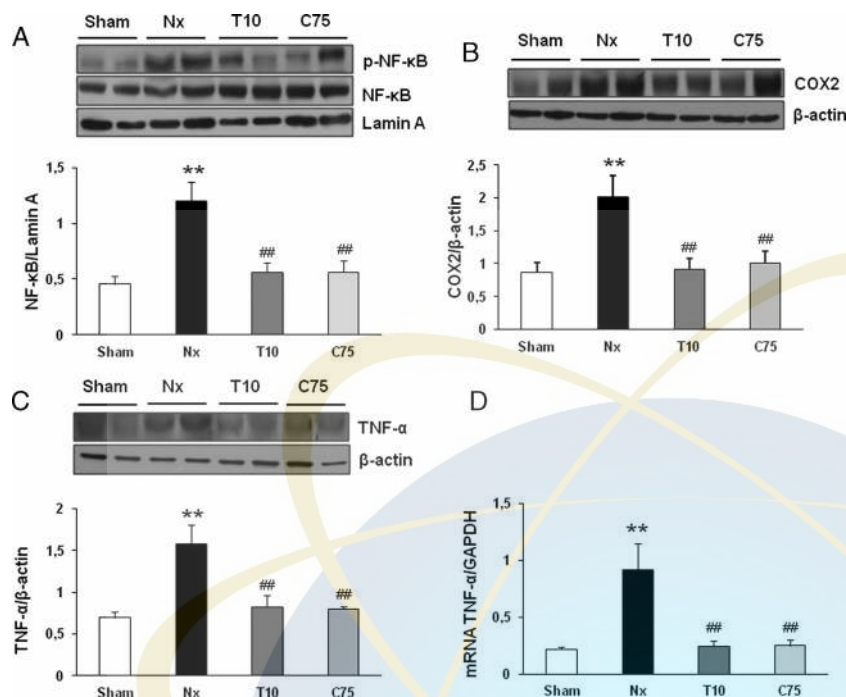 A
Sham Nx T10 C75
p-NF-κB
NF-κB
Lamin A
NF-κB/Lamin A
1,5
1
0,5
0
**
##
##
Sham Nx T10 C75
B
Sham Nx T10 C75
COX2
β-actin
COX2/β-actin
2,5
2
1,5
1
0,5
0
**
##
##
Sham Nx T10 C75
C
Sham Nx T10 C75
TNF-α
β-actin
TNF-α/β-actin
2
1,5
1
0,5
0
**
##
##
Sham Nx T10 C75
D
mRNA TNF-α/GAPDH
1,5
1
0,5
0
**
##
##
Sham Nx T10 C75